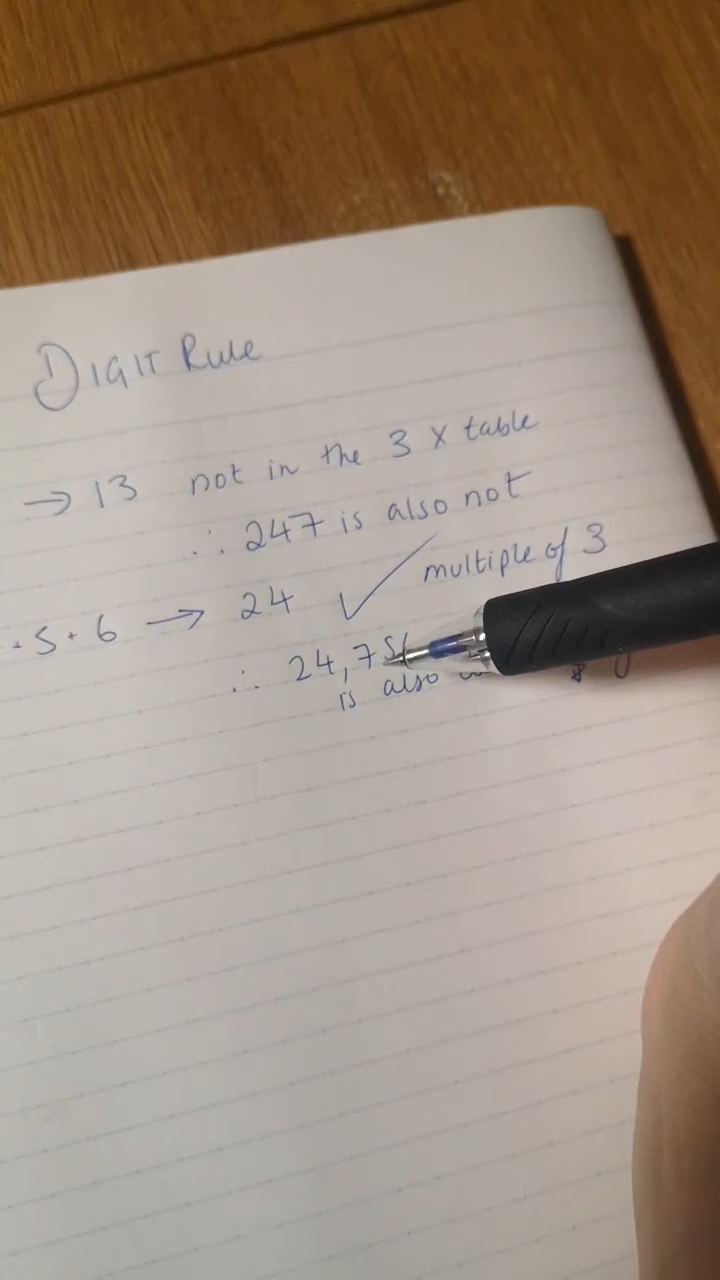 DIGIT RULE
→ 13 not in the 3 x table
∴ 247 is also not
+ 5 + 6 → 24 ✓ multiple of 3
∴ 24,75
is also